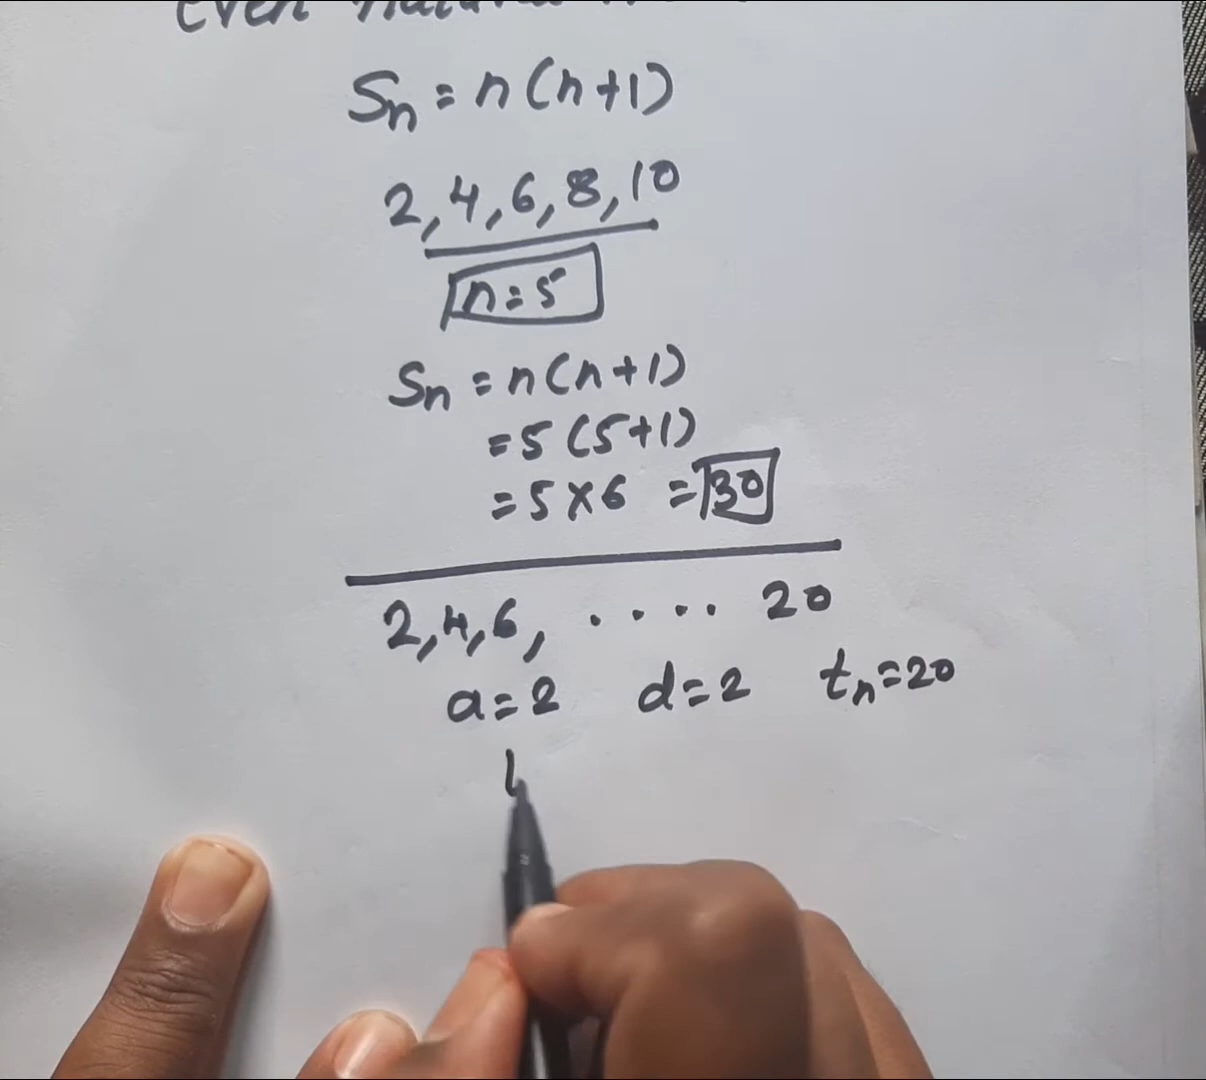 Even
Sn = n(n+1)
2,4,6,8,10
n=5
Sn = n(n+1)
=5(5+1)
=5×6 =30
2,4,6, .... 20
a=2 d=2 tn=20